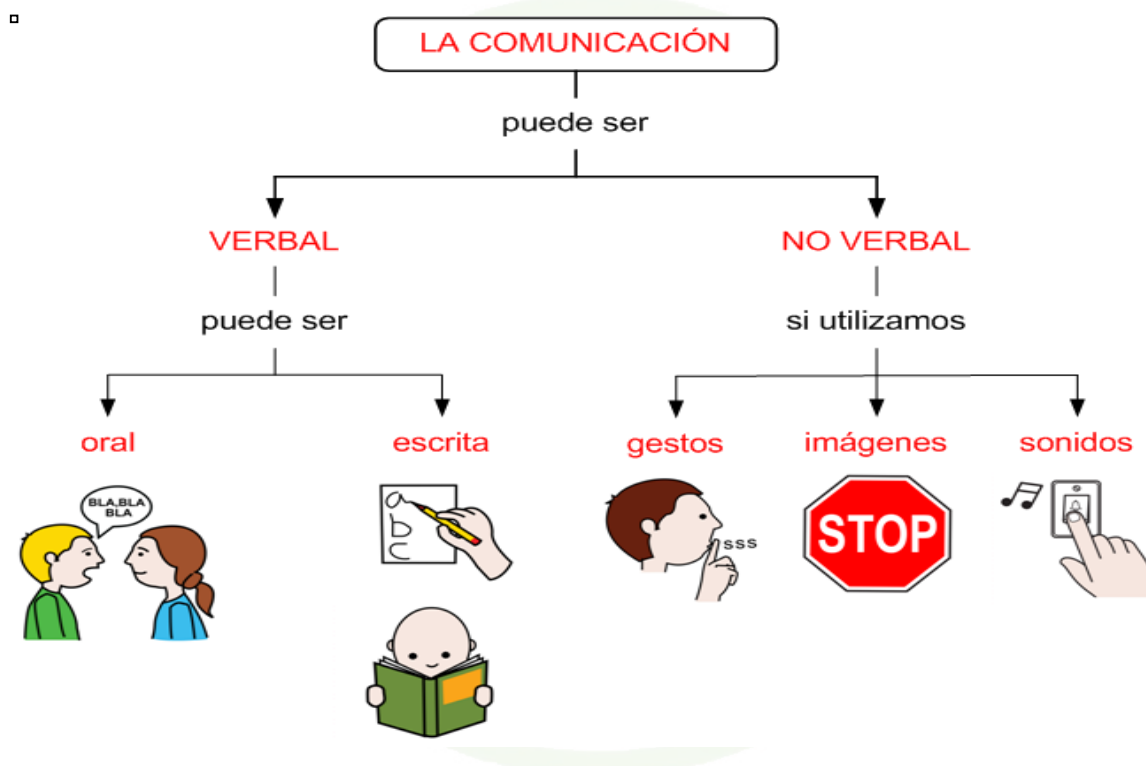 LA COMUNICACIÓN
puede ser
VERBAL
NO VERBAL
puede ser
si utilizamos
oral
escrita
gestos
imágenes
sonidos
BLA,BLA
BLA
a
b
c
sss
STOP